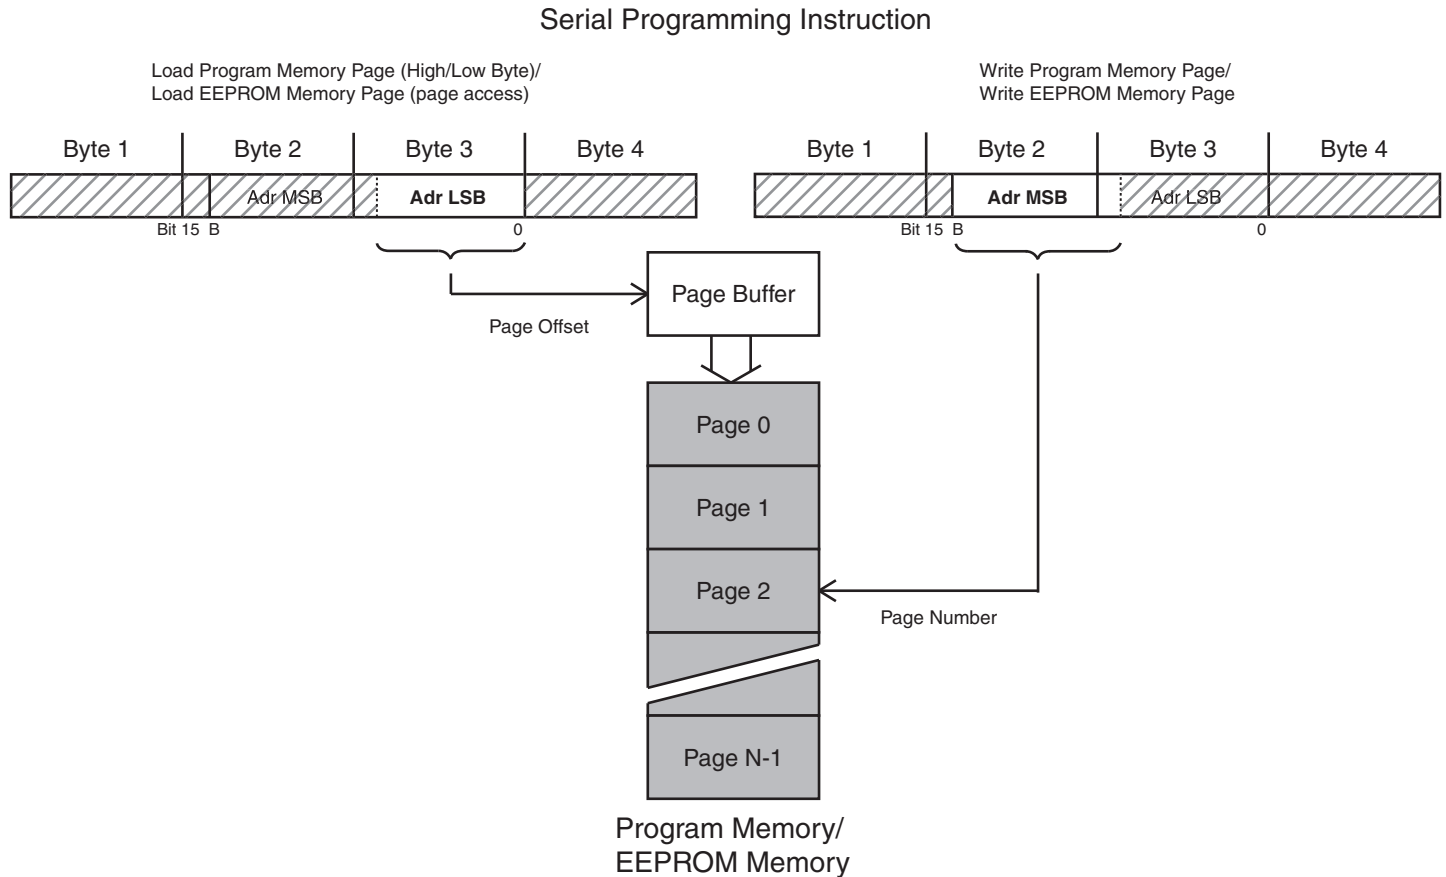 Serial Programming Instruction
Load Program Memory Page (High/Low Byte)/
Load EEPROM Memory Page (page access)
Write Program Memory Page/
Write EEPROM Memory Page
Byte 1 Byte 2 Byte 3 Byte 4
Adr MSB Adr LSB
Bit 15 B 0
Byte 1 Byte 2 Byte 3 Byte 4
Adr MSB Adr LSB
Bit 15 B 0
Page Buffer
Page Offset
Page 0
Page 1
Page 2
Page Number
Page N-1
Program Memory/
EEPROM Memory